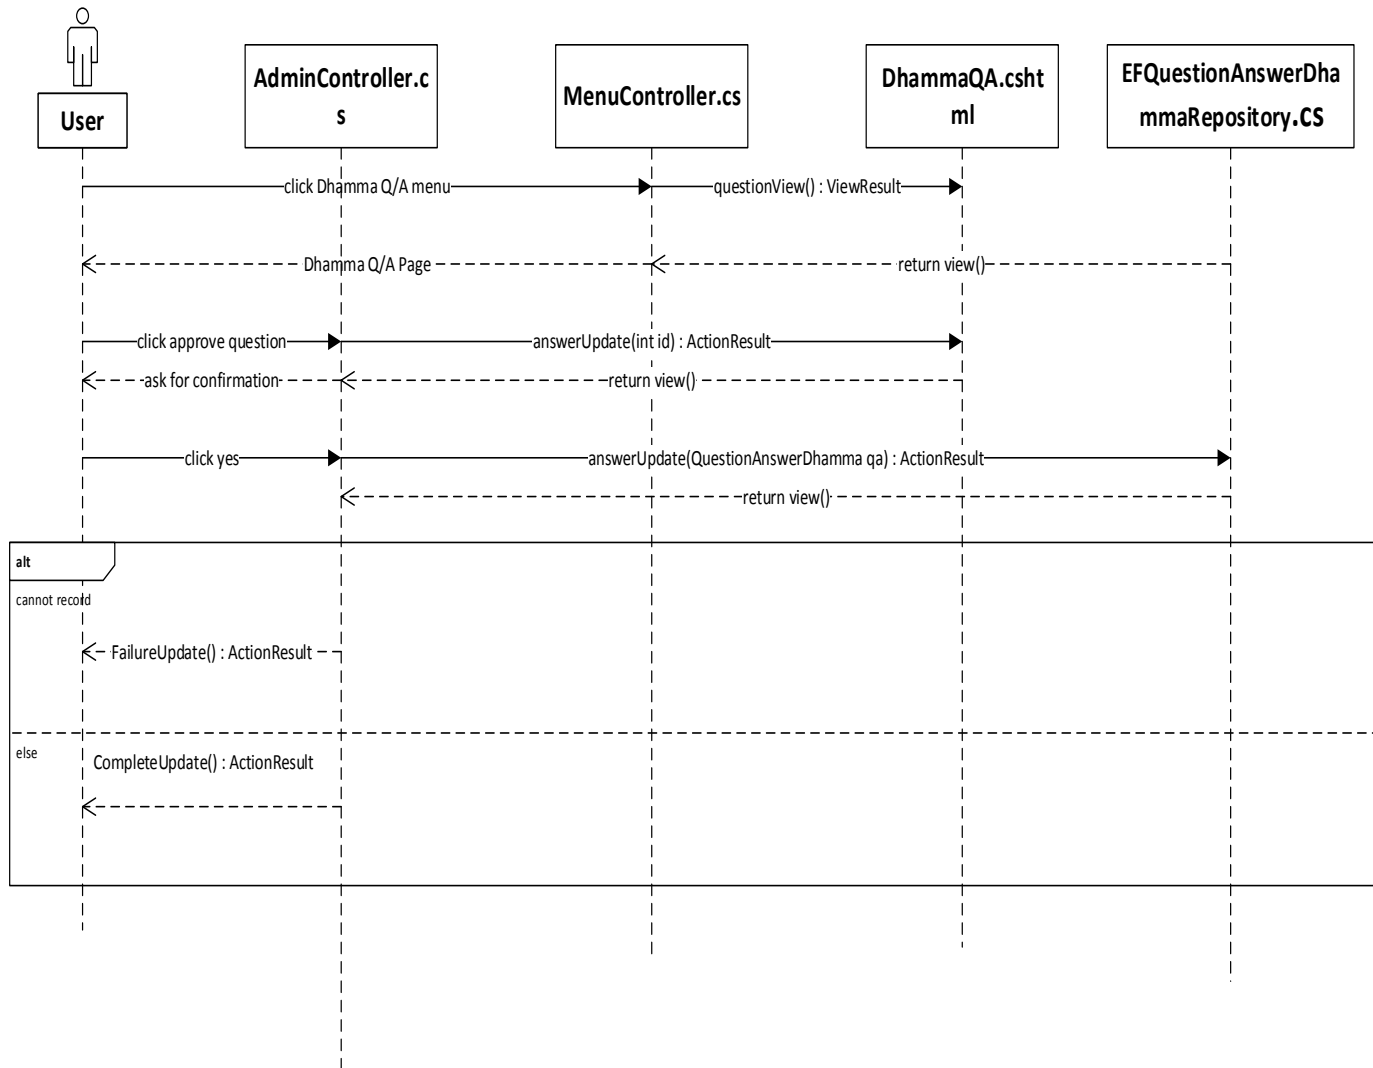 User
AdminController.c
s
MenuController.cs
DhammaQA.csht
ml
EFQuestionAnswerDha
mmaRepository.cs
click Dhamma Q/A menu
questionView() : ViewResult
Dhamma Q/A Page
return view()
click approve question
answerUpdate(int id) : ActionResult
ask for confirmation
return view()
click yes
answerUpdate(QuestionAnswerDhamma qa) : ActionResult
return view()
alt
cannot record
FailureUpdate() : ActionResult
else
CompleteUpdate() : ActionResult